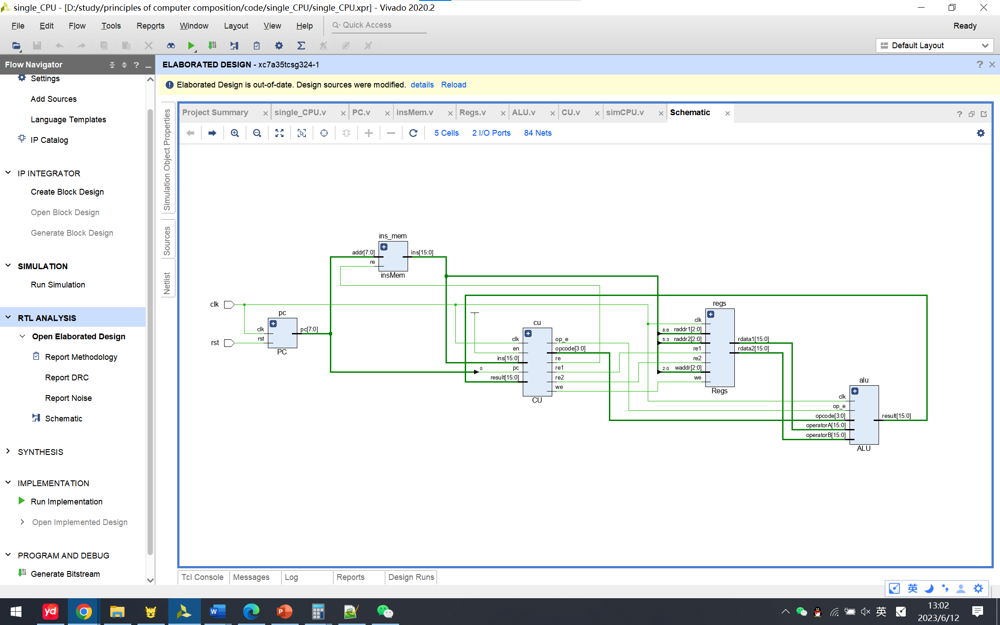 single_CPU - [D:/study/principles of computer composition/code/single_CPU/single_CPU.xpr] - Vivado 2020.2
File Edit Flow Tools Reports Window Layout View Help Quick Access Ready
Default Layout
Flow Navigator
ELABORATED DESIGN - xc7a35tcsg324-1
Elaborated Design is out-of-date. Design sources were modified. details Reload
Settings
Add Sources
Language Templates
IP Catalog
IP INTEGRATOR
Create Block Design
Open Block Design
Generate Block Design
SIMULATION
Run Simulation
RTL ANALYSIS
Open Elaborated Design
Report Methodology
Report DRC
Report Noise
Schematic
SYNTHESIS
IMPLEMENTATION
Run Implementation
Open Implemented Design
PROGRAM AND DEBUG
Generate Bitstream
Simulation Object Properties
Sources
Netlist
Project Summary single_CPU.v PC.v insMem.v Regs.v ALU.v CU.v simCPU.v Schematic
5 Cells 2 I/O Ports 84 Nets
ins_mem
addr[7:0]
re
ins[15:0]
insMem
clk
rst
pc
clk
rst
pc[7:0]
PC
cu
clk
en
ins[15:0]
0
pc
result[15:0]
op_e
opcode[3:0]
re
re1
re2
we
CU
regs
clk
8:6 raddr1[2:0]
5:3 raddr2[2:0]
re1
re2
2:0 waddr[2:0]
we
rdata1[15:0]
rdata2[15:0]
Regs
alu
clk
op_e
opcode[3:0]
operatorA[15:0]
operatorB[15:0]
result[15:0]
ALU
Tcl Console Messages Log Reports Design Runs
英
yd
W
P
英
13:02
2023/6/12